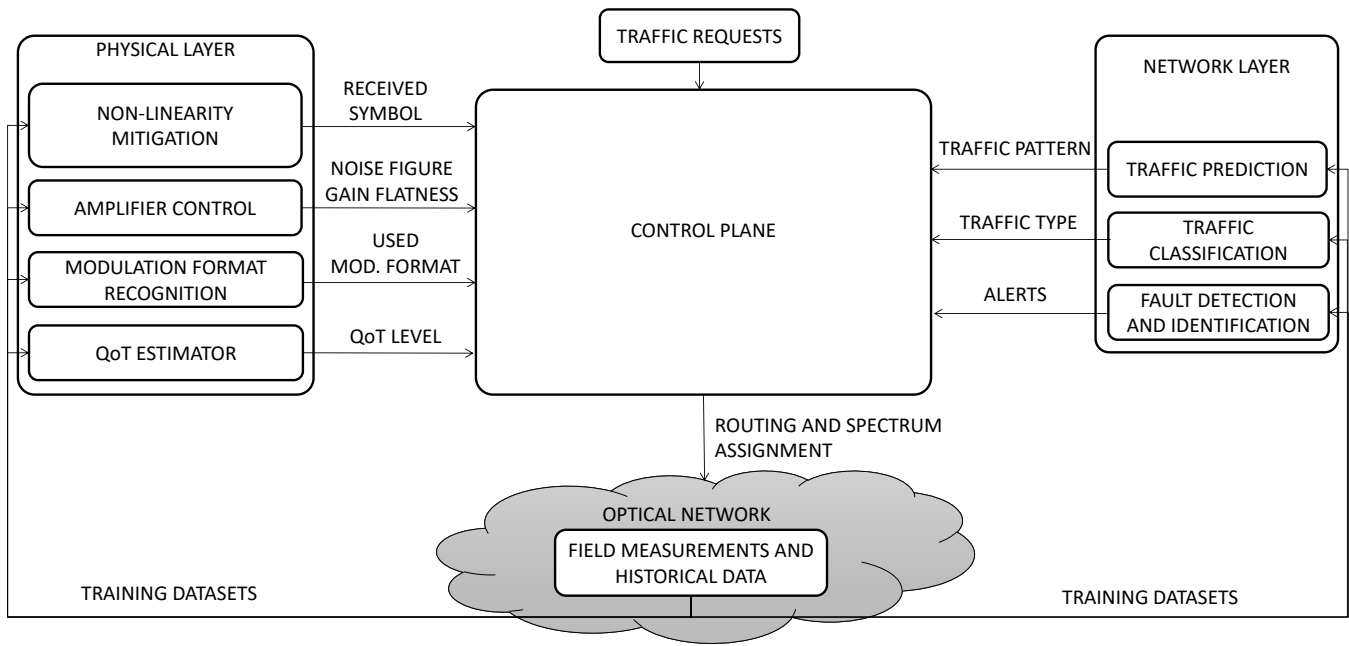 TRAFFIC REQUESTS
PHYSICAL LAYER
NON-LINEARITY
MITIGATION
AMPLIFIER CONTROL
MODULATION FORMAT
RECOGNITION
QoT ESTIMATOR
RECEIVED
SYMBOL
NOISE FIGURE
GAIN FLATNESS
USED
MOD. FORMAT
QoT LEVEL
CONTROL PLANE
TRAFFIC PATTERN
TRAFFIC TYPE
ALERTS
NETWORK LAYER
TRAFFIC PREDICTION
TRAFFIC
CLASSIFICATION
FAULT DETECTION
AND IDENTIFICATION
ROUTING AND SPECTRUM
ASSIGNMENT
OPTICAL NETWORK
FIELD MEASUREMENTS AND
HISTORICAL DATA
TRAINING DATASETS
TRAINING DATASETS